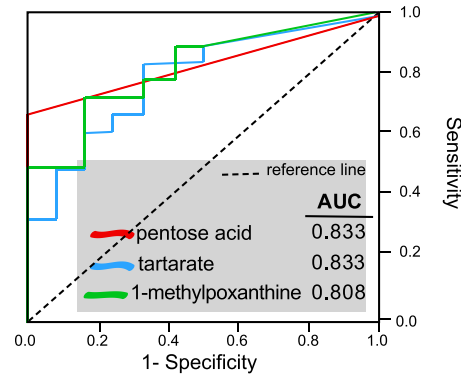 1.0
0.8
0.6
0.4
0.2
0.0
Sensitivity
reference line
AUC
pentose acid 0.833
tartarate 0.833
1-methylpoxanthine 0.808
0.0 0.2 0.4 0.6 0.8 1.0
1- Specificity